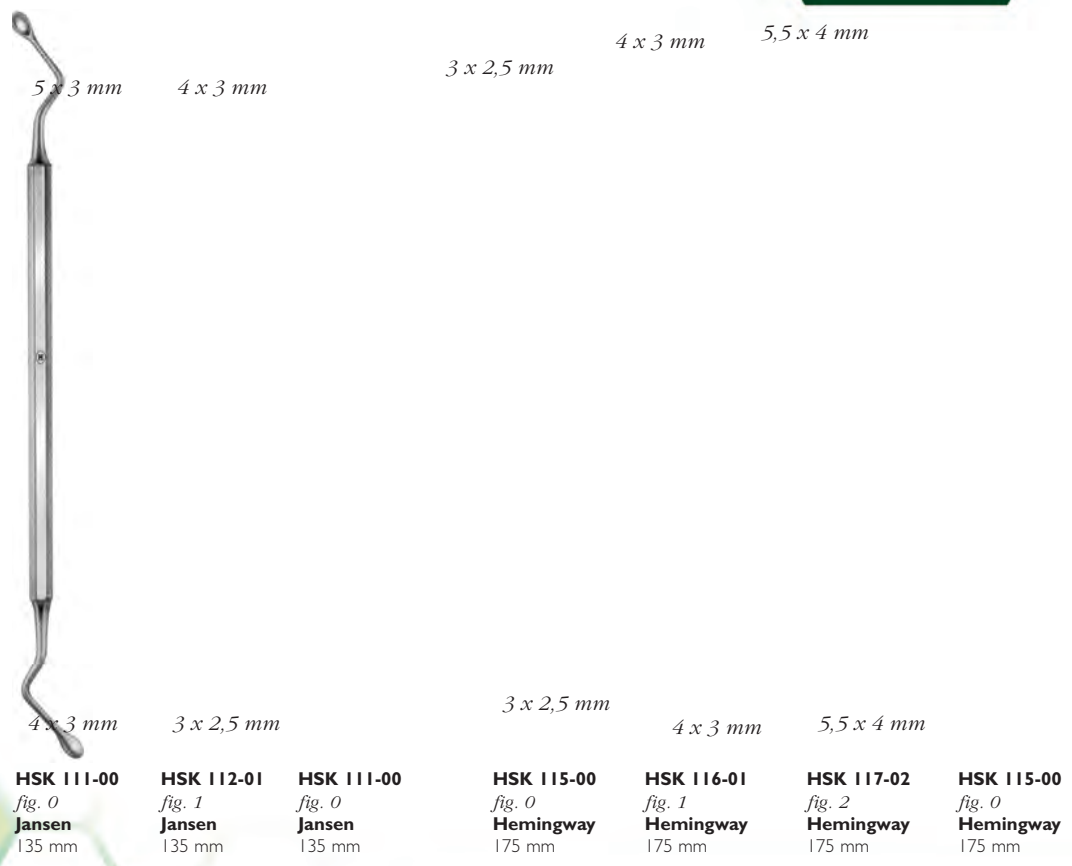 5,5 x 4 mm
4 x 3 mm
3 x 2,5 mm
5 x 3 mm
4 x 3 mm
3 x 2,5 mm
4 x 3 mm
3 x 2,5 mm
4 x 3 mm
5,5 x 4 mm
HSK 111-00
fig. 0
Jansen
135 mm
HSK 112-01
fig. 1
Jansen
135 mm
HSK 111-00
fig. 0
Jansen
135 mm
HSK 115-00
fig. 0
Hemingway
175 mm
HSK 116-01
fig. 1
Hemingway
175 mm
HSK 117-02
fig. 2
Hemingway
175 mm
HSK 115-00
fig. 0
Hemingway
175 mm